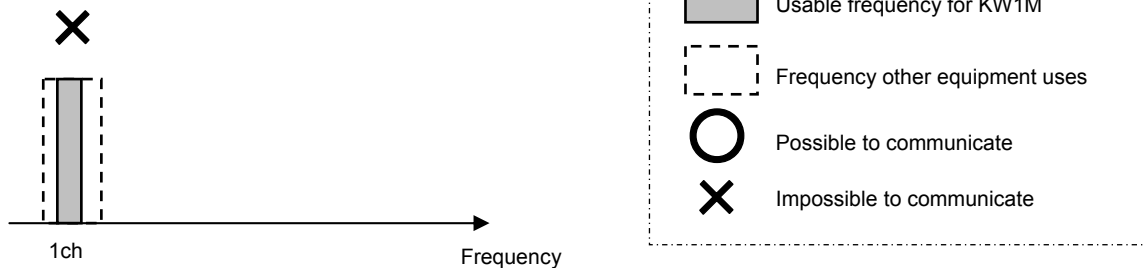 Usable frequency for KW1M
Frequency other equipment uses
Possible to communicate
Impossible to communicate
1ch
Frequency